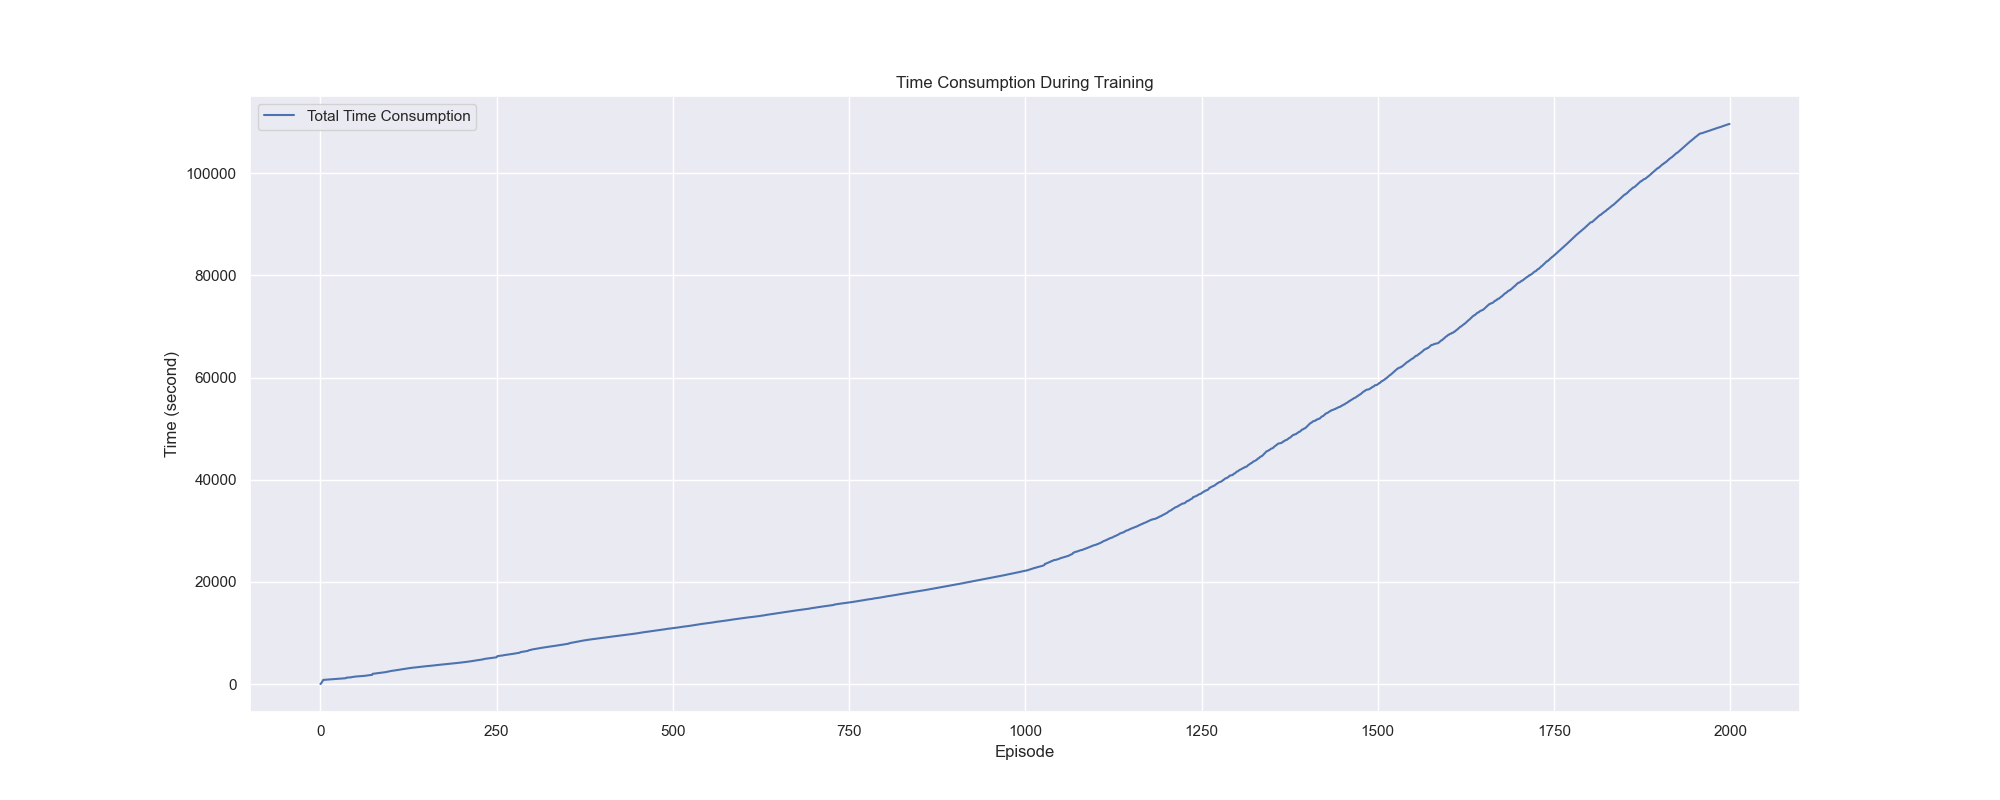 Time Consumption During Training
Total Time Consumption
100000
80000
60000
40000
20000
0
Time (second)
0 250 500 750 1000 1250 1500 1750 2000
Episode